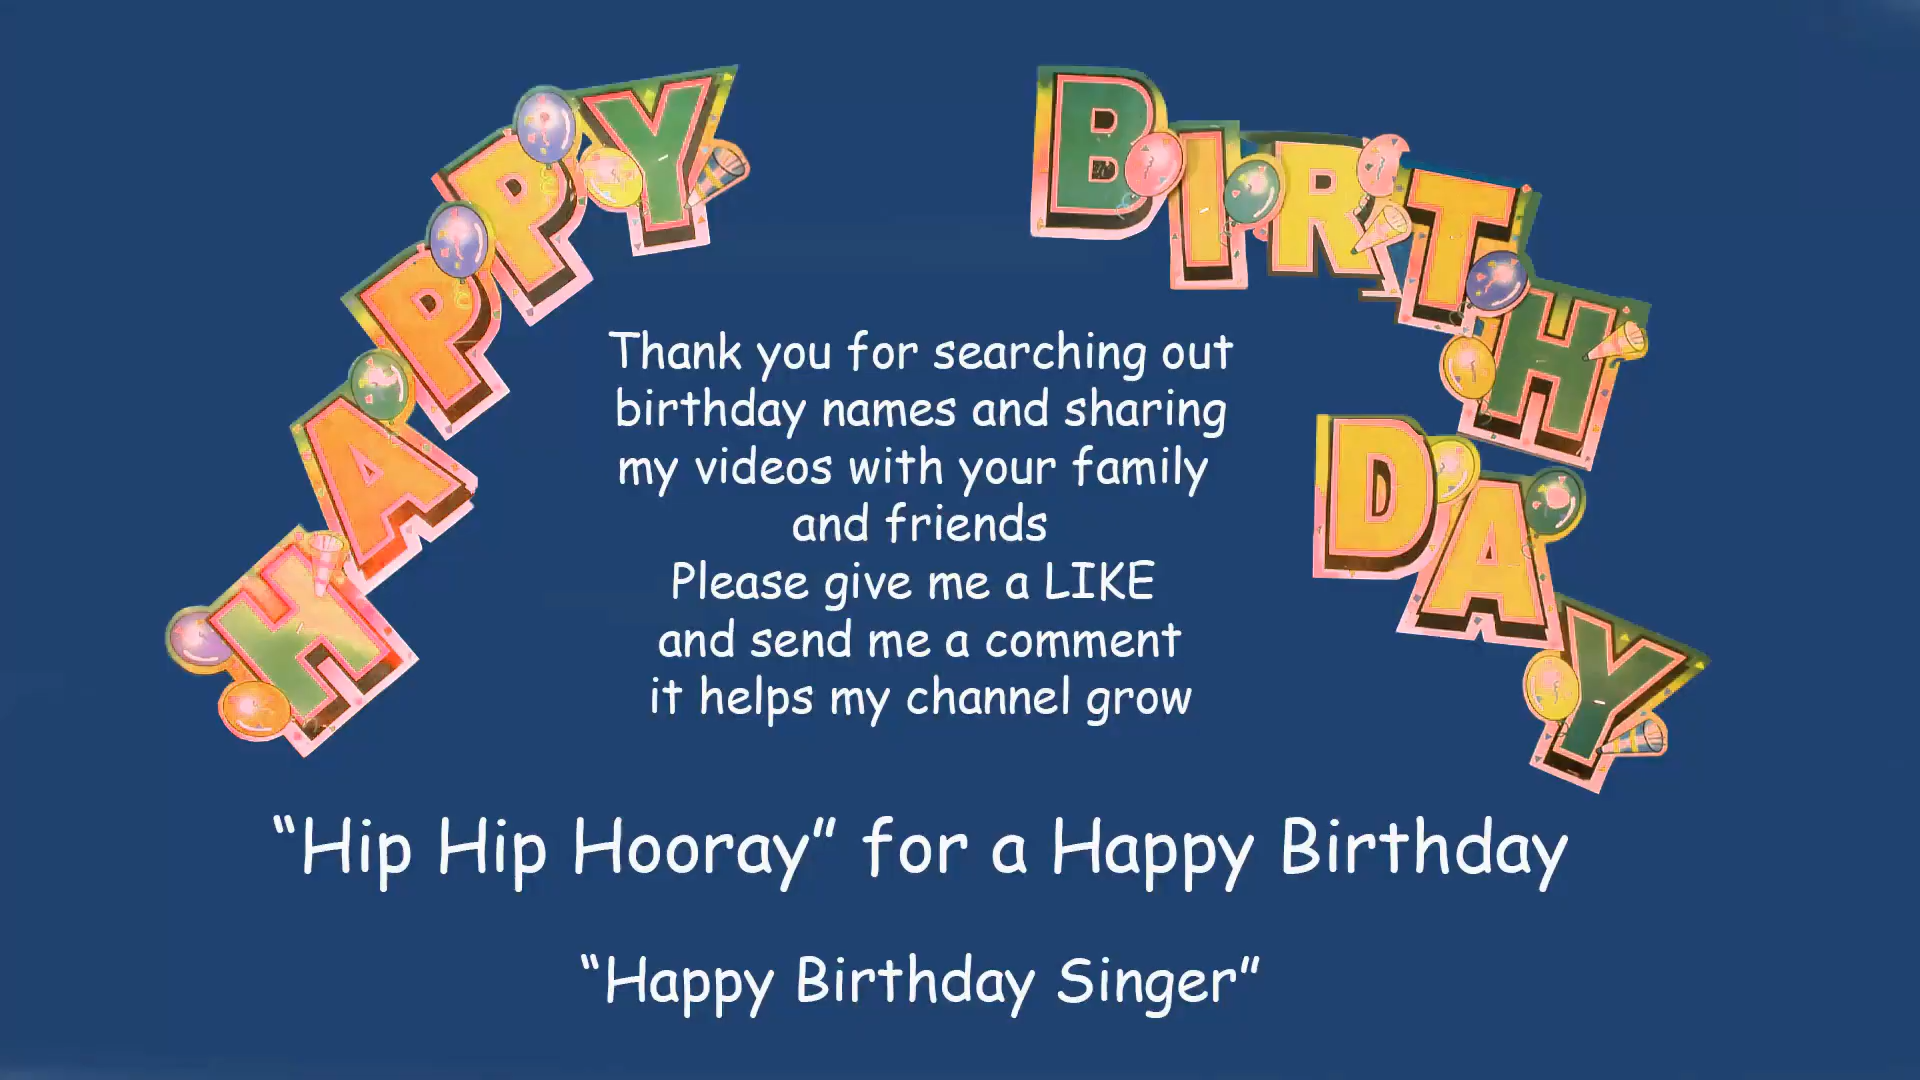 HAPPY
BIRTH
DAY
Thank you for searching out
birthday names and sharing
my videos with your family
and friends
Please give me a LIKE
and send me a comment
it helps my channel grow
“Hip Hip Hooray” for a Happy Birthday
“Happy Birthday Singer”